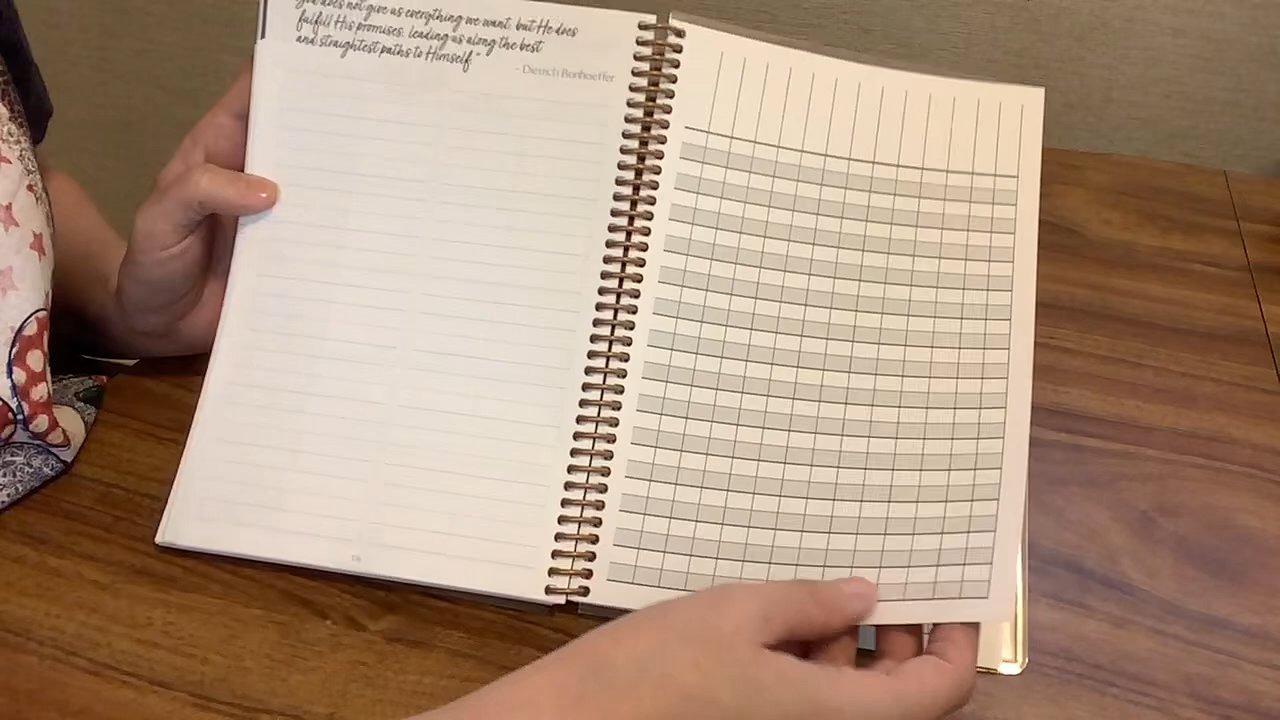 God does not give us everything we want, but He does
fulfill His promises, leading us along the best
and straightest paths to Himself."
- Dietrich Bonhoeffer